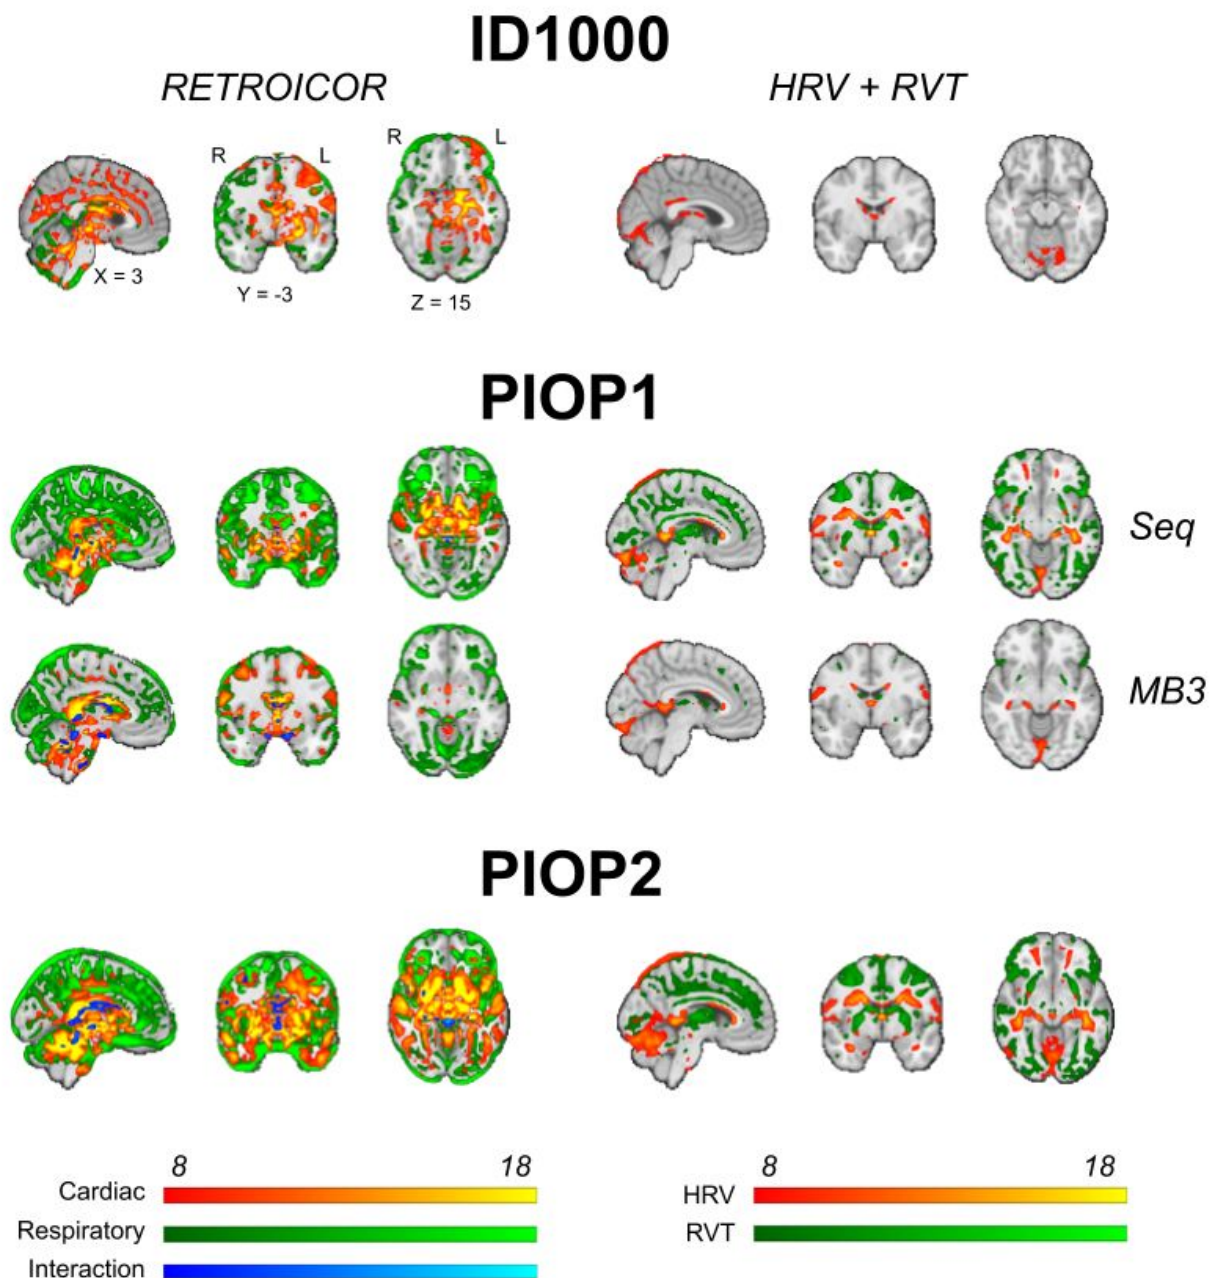 ID1000
RETROICOR
HRV + RVT
R L
R L
X = 3
Y = -3
Z = 15
PIOP1
Seq
MB3
PIOP2
8 18
Cardiac
Respiratory
Interaction
8 18
HRV
RVT